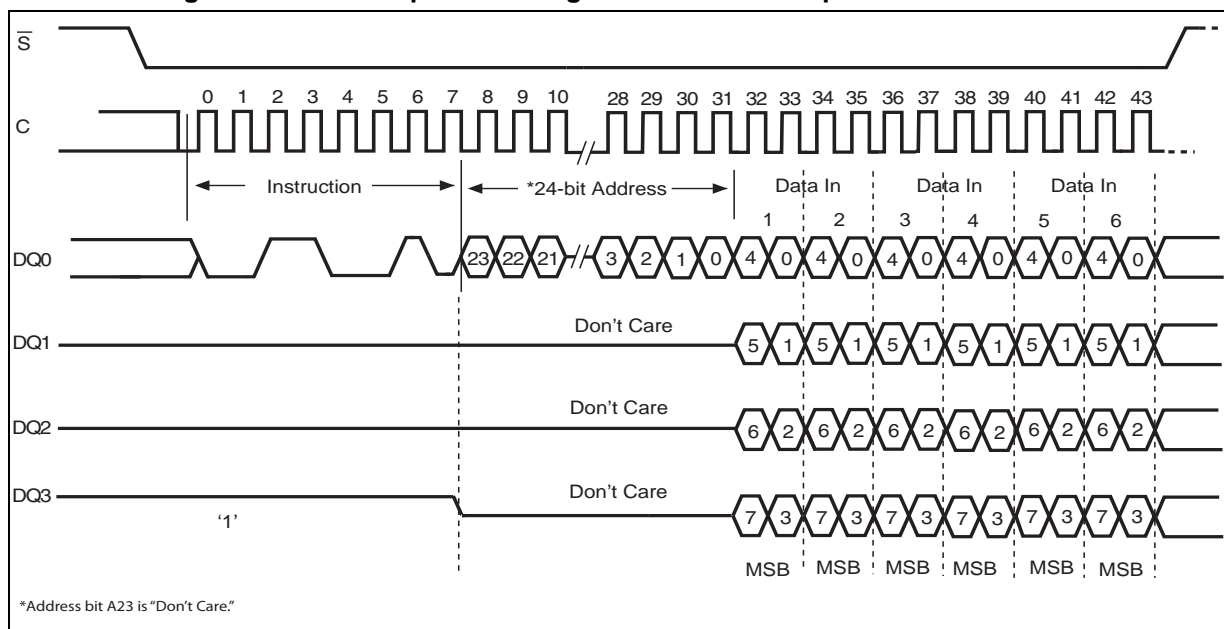 S
0 1 2 3 4 5 6 7 8 9 10 28 29 30 31 32 33 34 35 36 37 38 39 40 41 42 43
C
Instruction *24-bit Address Data In Data In Data In
1 2 3 4 5 6
DQ0 23 22 21 3 2 1 0 4 0 4 0 4 0 4 0 4 0 4 0
Don't Care
DQ1 5 1 5 1 5 1 5 1 5 1 5 1
Don't Care
DQ2 6 2 6 2 6 2 6 2 6 2 6 2
Don't Care
DQ3 7 3 7 3 7 3 7 3 7 3 7 3
‘1’
MSB MSB MSB MSB MSB MSB
*Address bit A23 is “Don’t Care.”